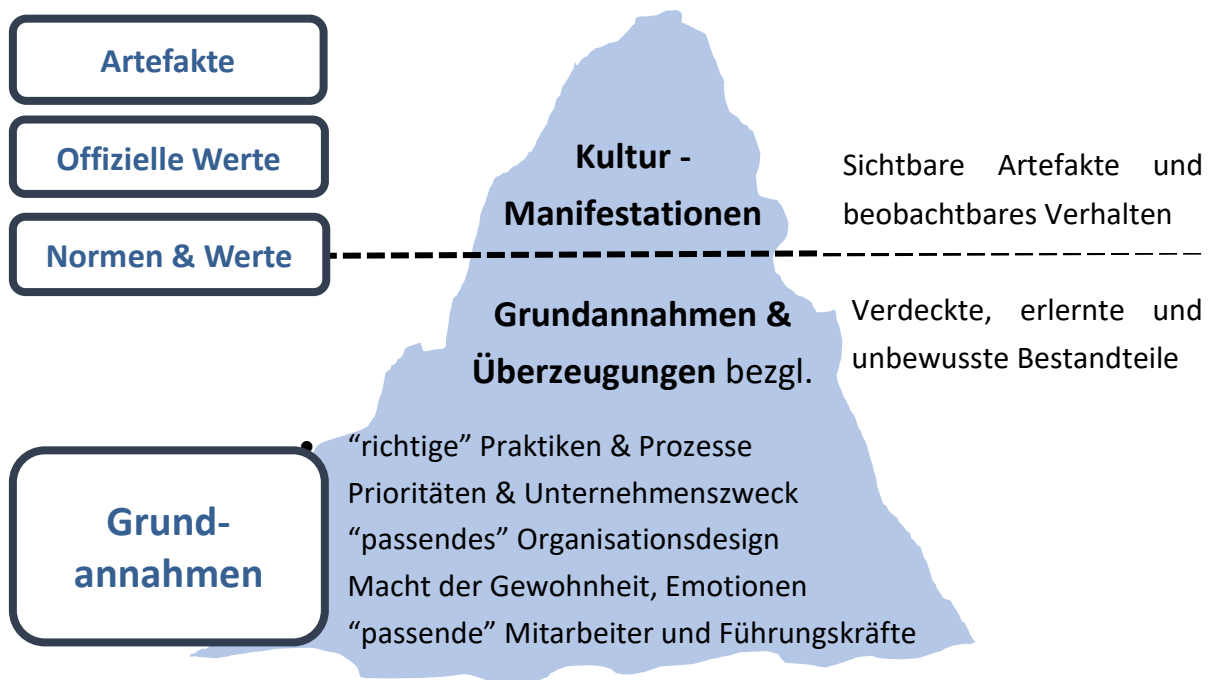 Artefakte
Offizielle Werte
Normen & Werte
Grund-
annahmen
Kultur -
Manifestationen
Sichtbare Artefakte und
beobachtbares Verhalten
Grundannahmen &
Überzeugungen bezgl.
Verdeckte, erlernte und
unbewusste Bestandteile
• “richtige” Praktiken & Prozesse
Prioritäten & Unternehmenszweck
“passendes” Organisationsdesign
Macht der Gewohnheit, Emotionen
“passende” Mitarbeiter und Führungskräfte